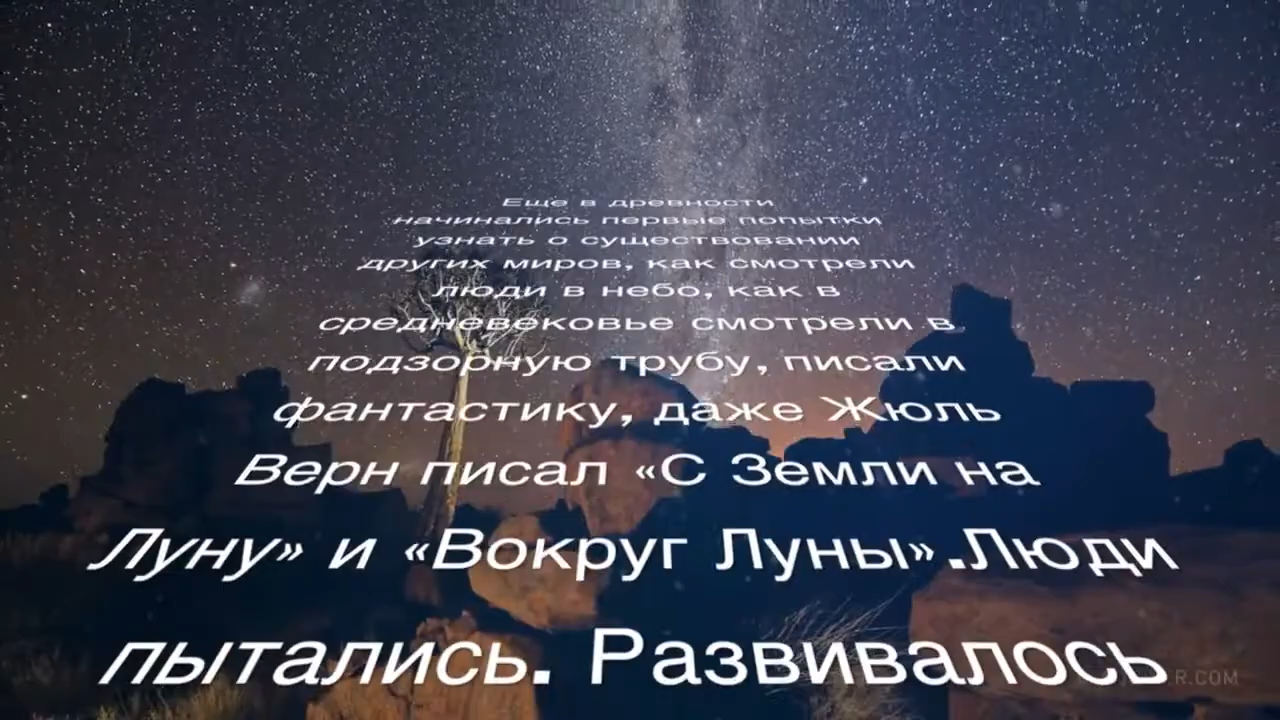 Еще в древности
начинались первые попытки
узнать о существовании
других миров, как смотрели
люди в небо, как в
средневековье смотрели в
подзорную трубу, писали
фантастику, даже Жюль
Верн писал «С Земли на
Луну» и «Вокруг Луны».Люди
пытались. Развивалось
R.COM